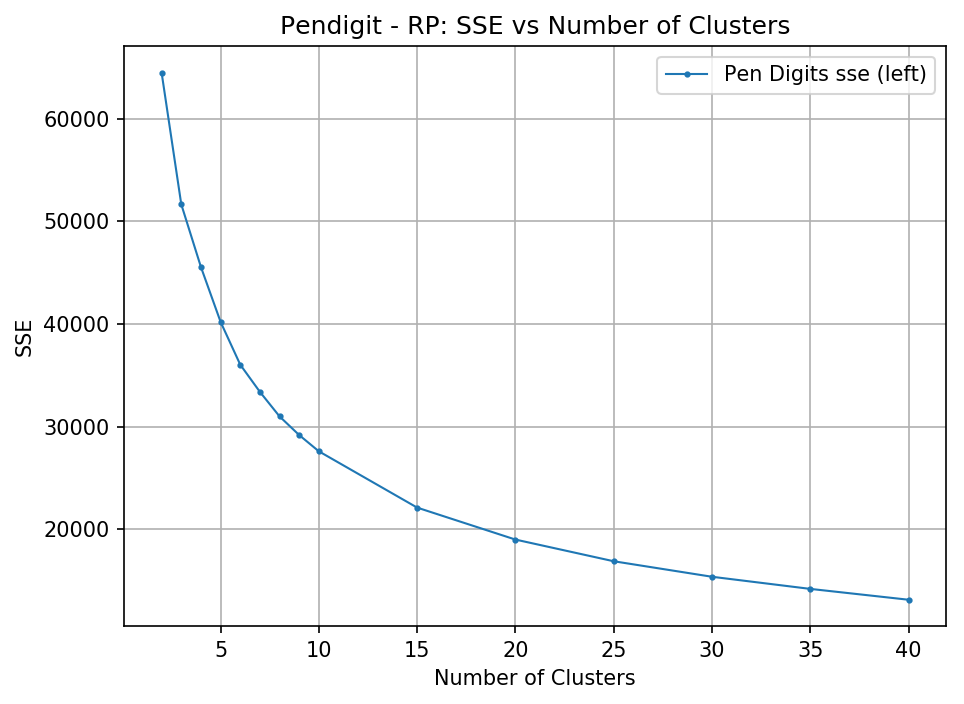 Pendigit - RP: SSE vs Number of Clusters
Pen Digits sse (left)
60000
50000
40000
30000
20000
SSE
5 10 15 20 25 30 35 40
Number of Clusters